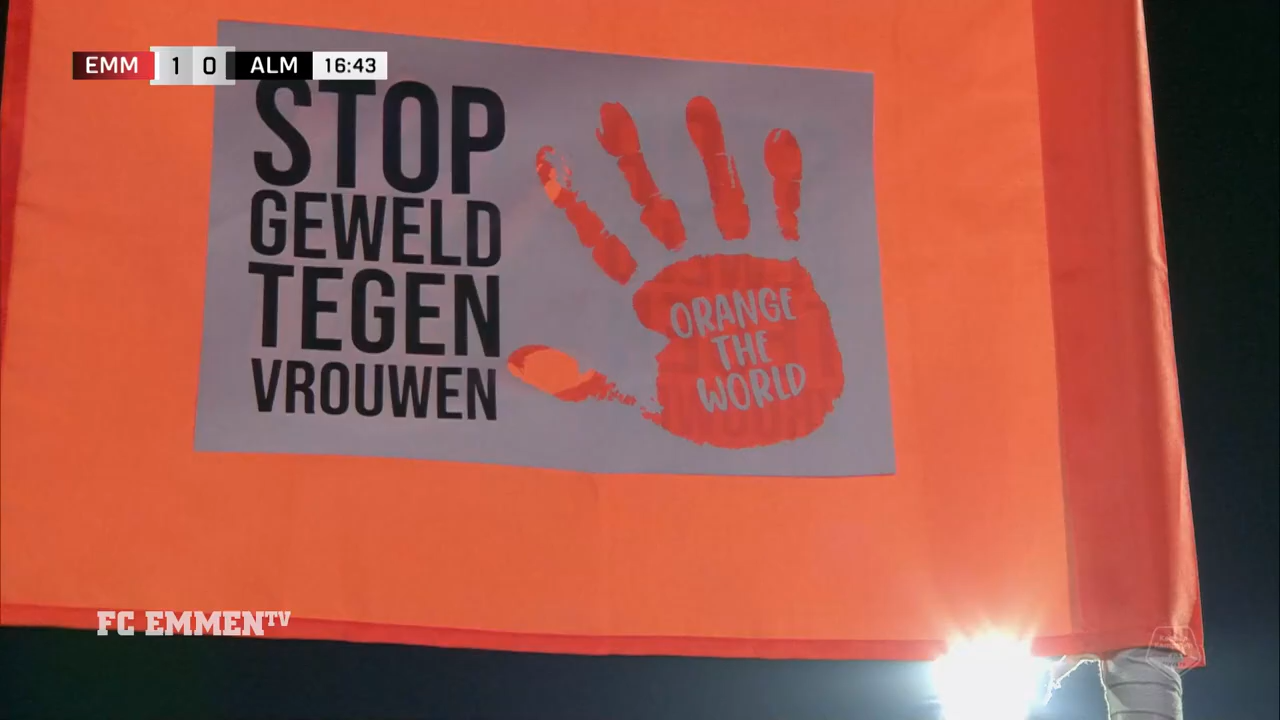 EMM 1 0 ALM 16:43
STOP
GEWELD
TEGEN
VROUWEN
ORANGE
THE
WORLD
FC EMMENTV